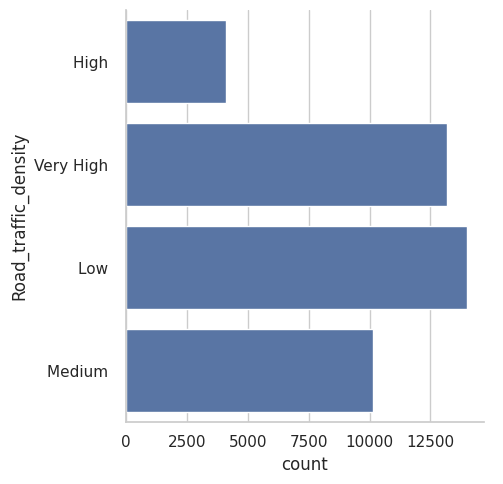 Road_traffic_density
High
Very High
Low
Medium
0 2500 5000 7500 10000 12500
count